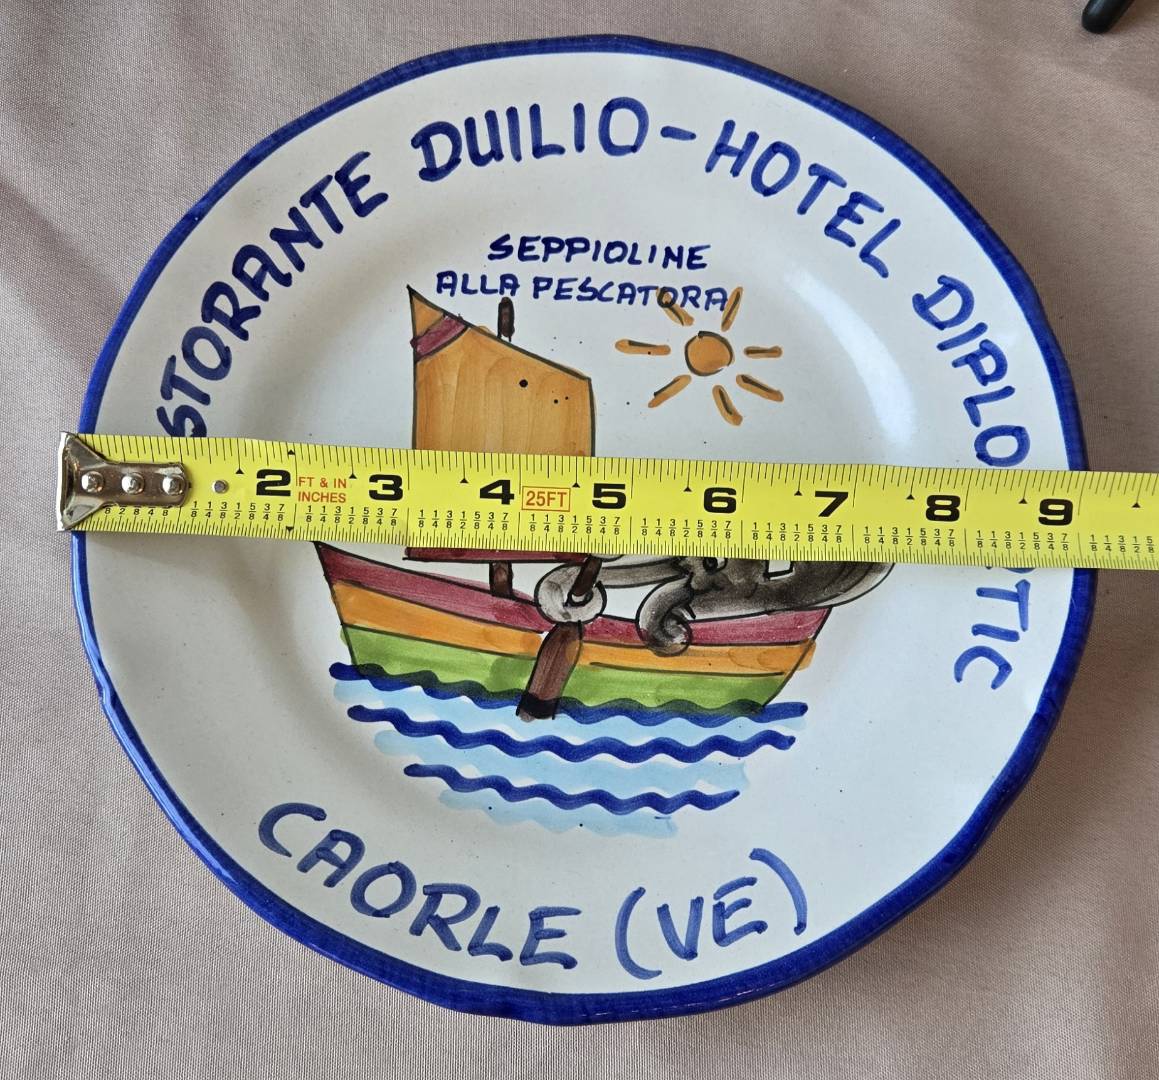 STORANTE DUILIO - HOTEL DIPLO TIC
SEPPIOLINE
ALLA PESCATORA
2 FT & IN INCHES 3 4 25FT 5 6 7 8 9
CAORLE (VE)